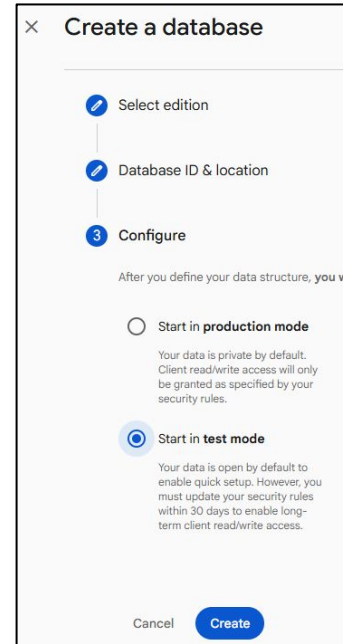 Create a database
Select edition
Database ID & location
3 Configure
After you define your data structure, you
Start in production mode
Your data is private by default.
Client read/write access will only
be granted as specified by your
security rules.
Start in test mode
Your data is open by default to
enable quick setup. However, you
must update your security rules
within 30 days to enable long-
term client read/write access.
Cancel Create